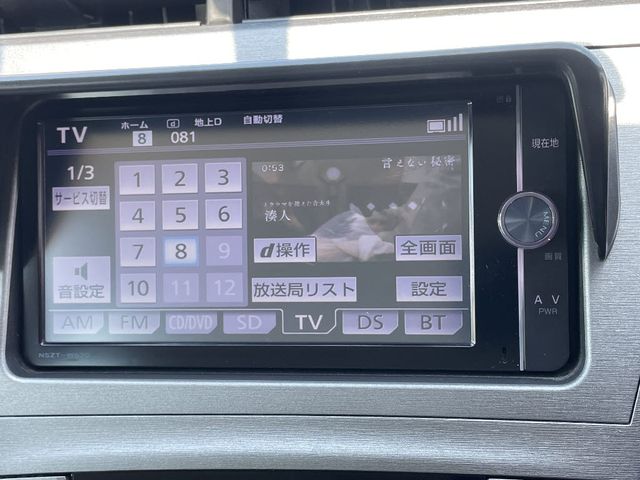 TV
ホーム d 地上D 自動切替
8 081
1/3
サービス切替
1 2 3
4 5 6
7 8 9
10 11 12
音設定
0:53
言えない秘密
湊人
d操作
全画面
放送局リスト
設定
AM FM CD/DVD SD TV DS BT
現在地
MENU
画質
A V
PWR